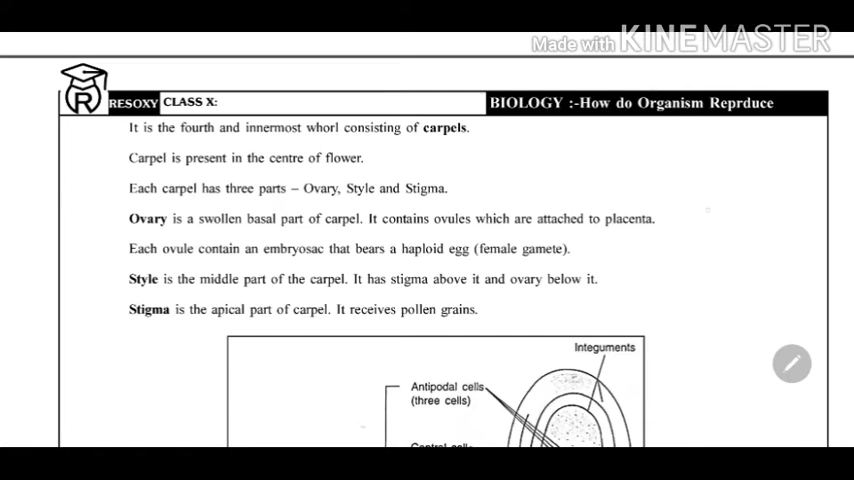 Made with KINEMASTER
R
RESOXY CLASS X: BIOLOGY :-How do Organism Reprduce
It is the fourth and innermost whorl consisting of carpels.
Carpel is present in the centre of flower.
Each carpel has three parts – Ovary, Style and Stigma.
Ovary is a swollen basal part of carpel. It contains ovules which are attached to placenta.
Each ovule contain an embryosac that bears a haploid egg (female gamete).
Style is the middle part of the carpel. It has stigma above it and ovary below it.
Stigma is the apical part of carpel. It receives pollen grains.
Integuments
Antipodal cells
(three cells)